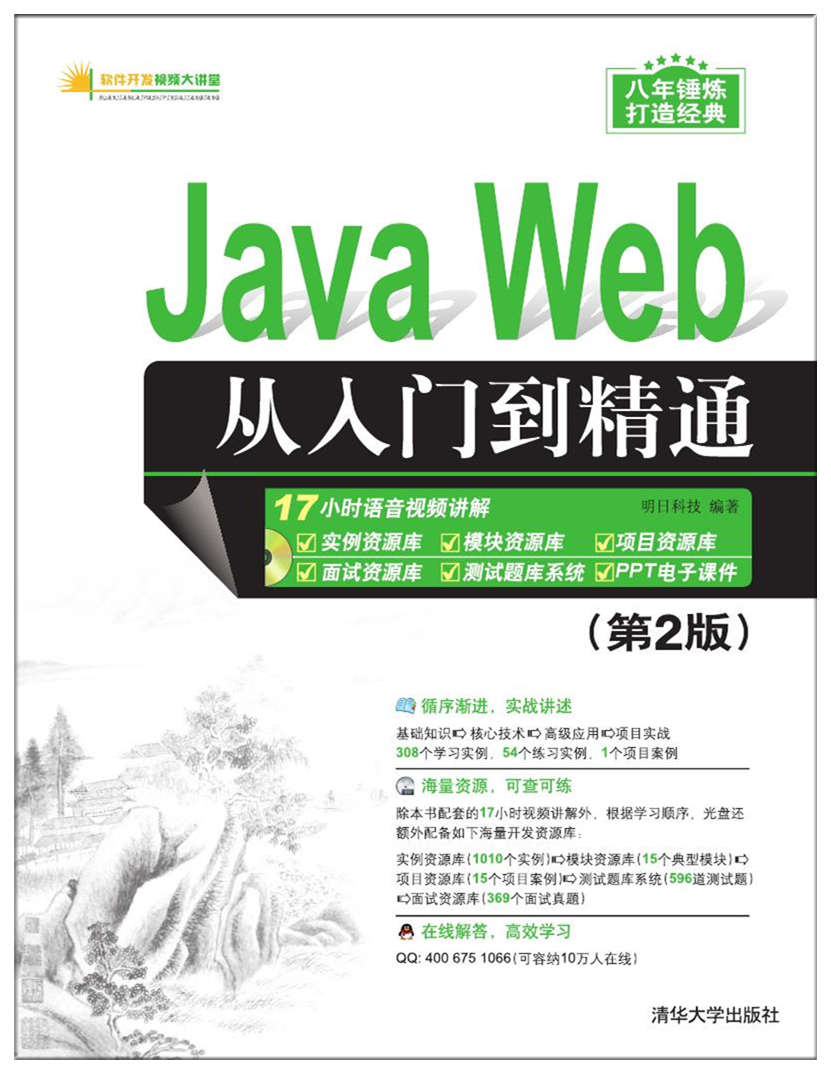 软件开发视频大讲堂
八年锤炼
打造经典
Java Web
从入门到精通
17小时语音视频讲解
明日科技 编著
实例资源库 模块资源库 项目资源库
面试资源库 测试题库系统 PPT电子课件
（第2版）
循序渐进，实战讲述
基础知识⇨核心技术⇨高级应用⇨项目实战
308个学习实例，54个练习实例，1个项目案例
海量资源，可查可练
除本书配套的17小时视频讲解外，根据学习顺序，光盘还
额外配备如下海量开发资源库：
实例资源库(1010个实例)⇨模块资源库(15个典型模块)⇨
项目资源库(15个项目案例)⇨测试题库系统(596道测试题)
⇨面试资源库(369个面试真题)
在线解答，高效学习
QQ: 400 675 1066(可容纳10万人在线)
清华大学出版社